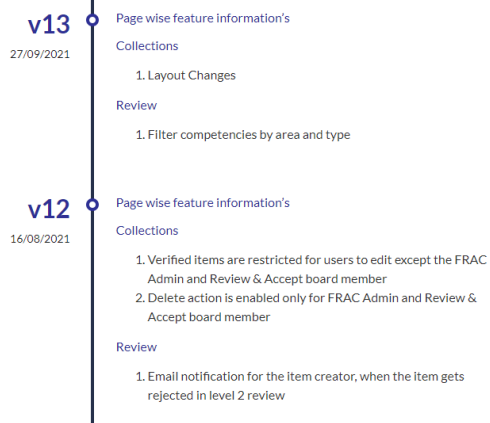 v13
27/09/2021
Page wise feature information's
Collections
1. Layout Changes
Review
1. Filter competencies by area and type
v12
16/08/2021
Page wise feature information's
Collections
1. Verified items are restricted for users to edit except the FRAC
Admin and Review & Accept board member
2. Delete action is enabled only for FRAC Admin and Review &
Accept board member
Review
1. Email notification for the item creator, when the item gets
rejected in level 2 review